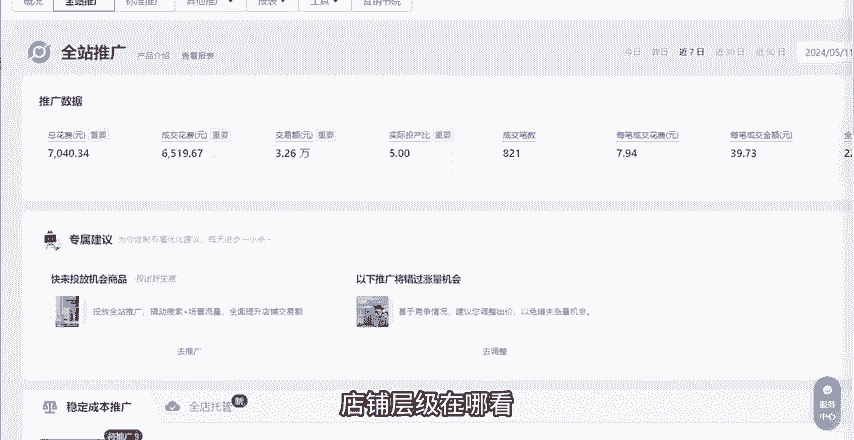 概况 全站推广 标准推广 其他推广 报表 工具 营销书院
全站推广 产品介绍 查看报表 今日 昨日 近7日 近30日 近90日 2024/05/11
推广数据
总花费(元) 重要 成交花费(元) 重要 交易额(元) 重要 实际投产比 重要 成交笔数 每笔成交花费(元) 每笔成交金额(元)
7,040.34 6,519.67 3.26 万 5.00 821 7.94 39.73
专属建议 为你定制专属优化建议，每天进步一小步~
快来投放机会商品 以下推广将错过涨量机会
投放全站推广，撬动搜索+场景流量，全面提升店铺交易额 基于竞争情况，建议您调整出价，以免错失涨量机会。
去推广 去调整
稳定成本推广 全店托管 新
店铺层级在哪看
服务
中心